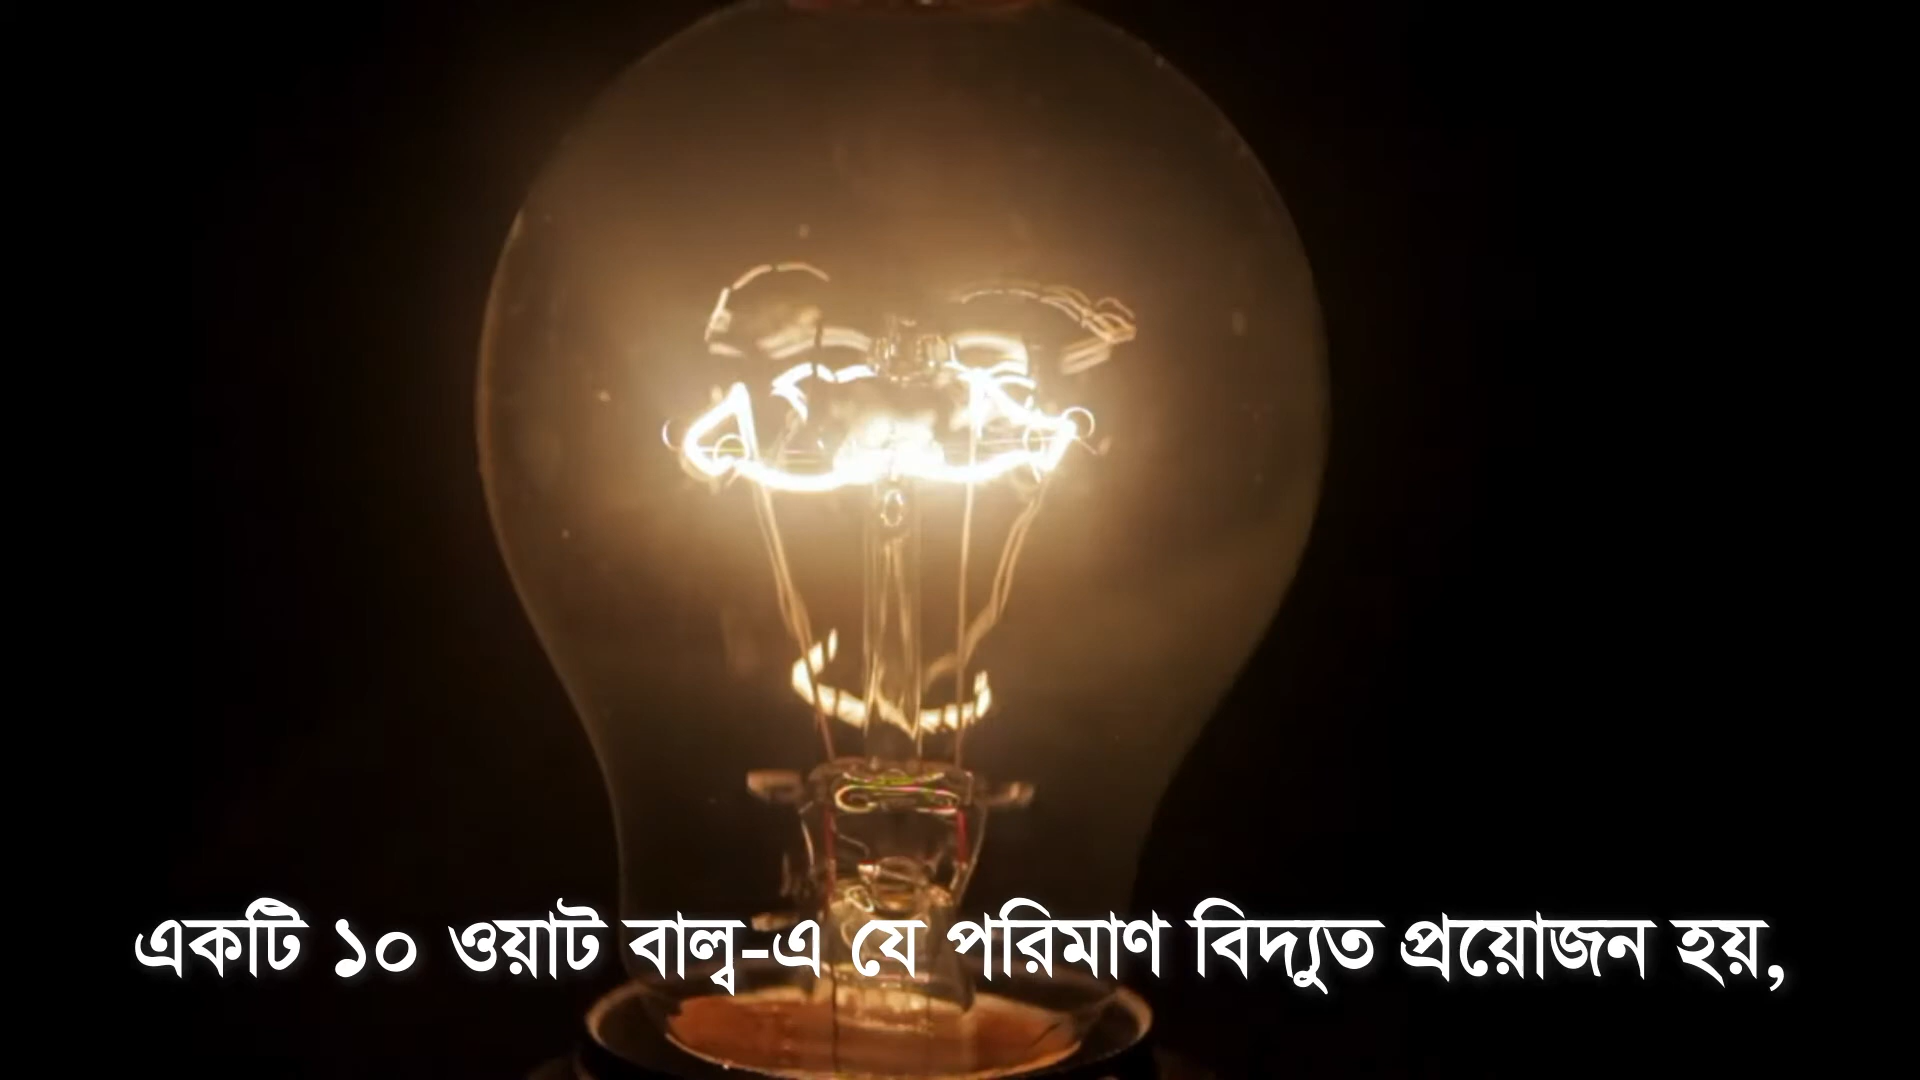 একটি ১০ ওয়াট বাল্ব-এ যে পরিমাণ বিদ্যুত প্রয়োজন হয়,